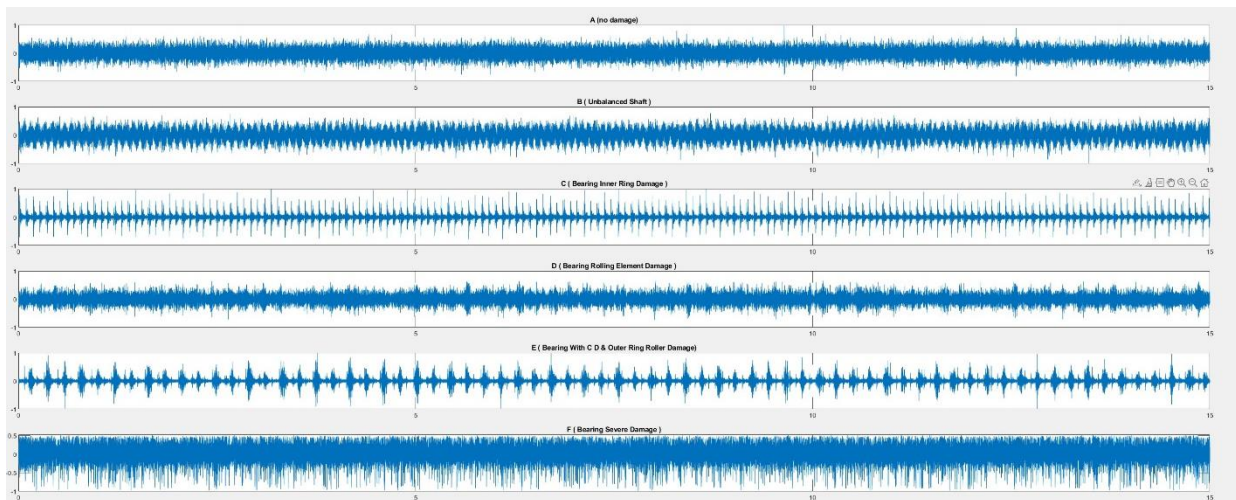 A (no damage)
1
0
-1
0 5 10 15
B ( Unbalanced Shaft )
1
0
-1
0 5 10 15
C ( Bearing Inner Ring Damage )
1
0
-1
0 5 10 15
D ( Bearing Rolling Element Damage )
1
0
-1
0 5 10 15
E ( Bearing With C D & Outer Ring Roller Damage)
1
0
-1
0 5 10 15
F ( Bearing Severe Damage )
0.5
0
-0.5
-1
0 5 10 15